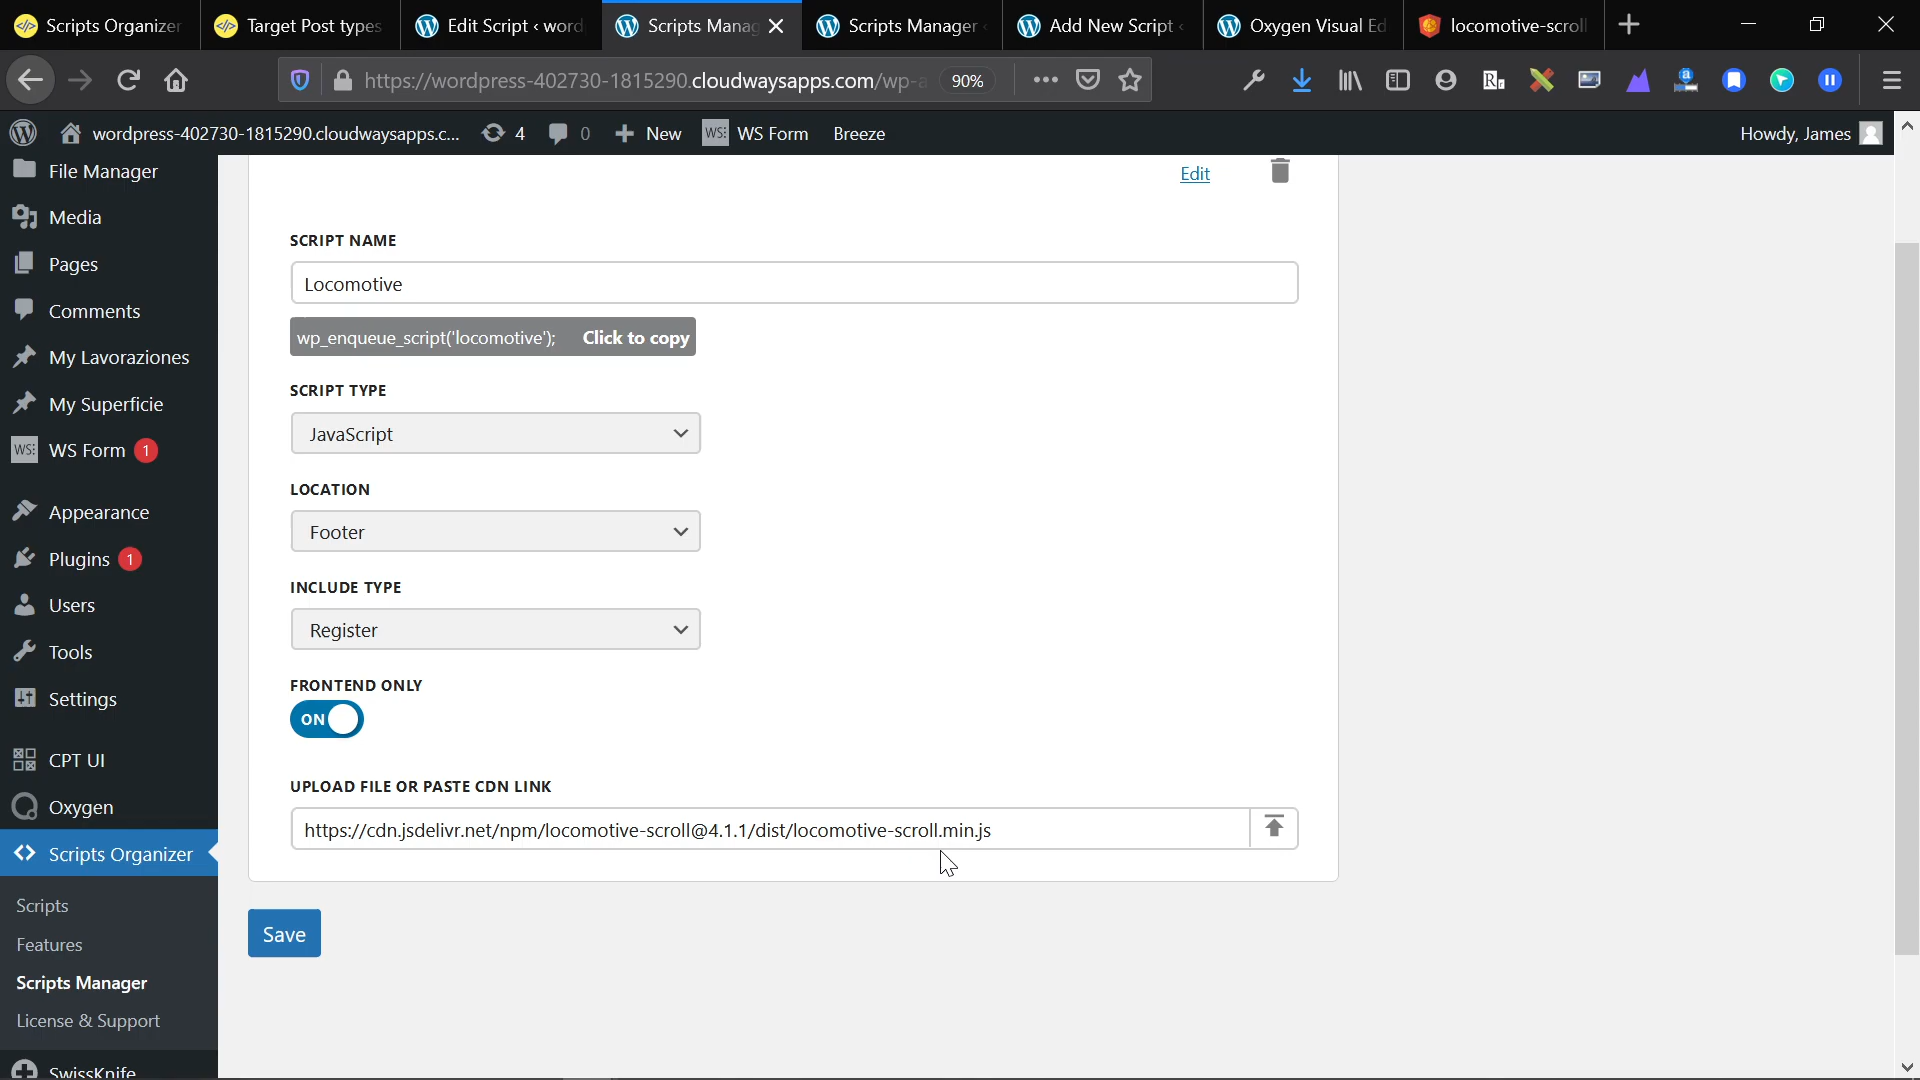 Scripts Organizer
Target Post types
Edit Script ‹ word
Scripts Manag
Scripts Manager ‹
Add New Script ‹
Oxygen Visual Ed
locomotive-scroll
https://wordpress-402730-1815290.cloudwaysapps.com/wp-a
90%
wordpress-402730-1815290.cloudwaysapps.c...
4
0
New
WS Form
Breeze
Howdy, James
File Manager
Media
Pages
Comments
My Lavoraziones
My Superficie
WS Form 1
Appearance
Plugins 1
Users
Tools
Settings
CPT UI
Oxygen
Scripts Organizer
Scripts
Features
Scripts Manager
License & Support
SwissKnife
Edit
SCRIPT NAME
Locomotive
wp_enqueue_script('locomotive'); Click to copy
SCRIPT TYPE
JavaScript
LOCATION
Footer
INCLUDE TYPE
Register
FRONTEND ONLY
ON
UPLOAD FILE OR PASTE CDN LINK
https://cdn.jsdelivr.net/npm/locomotive-scroll@4.1.1/dist/locomotive-scroll.min.js
Save